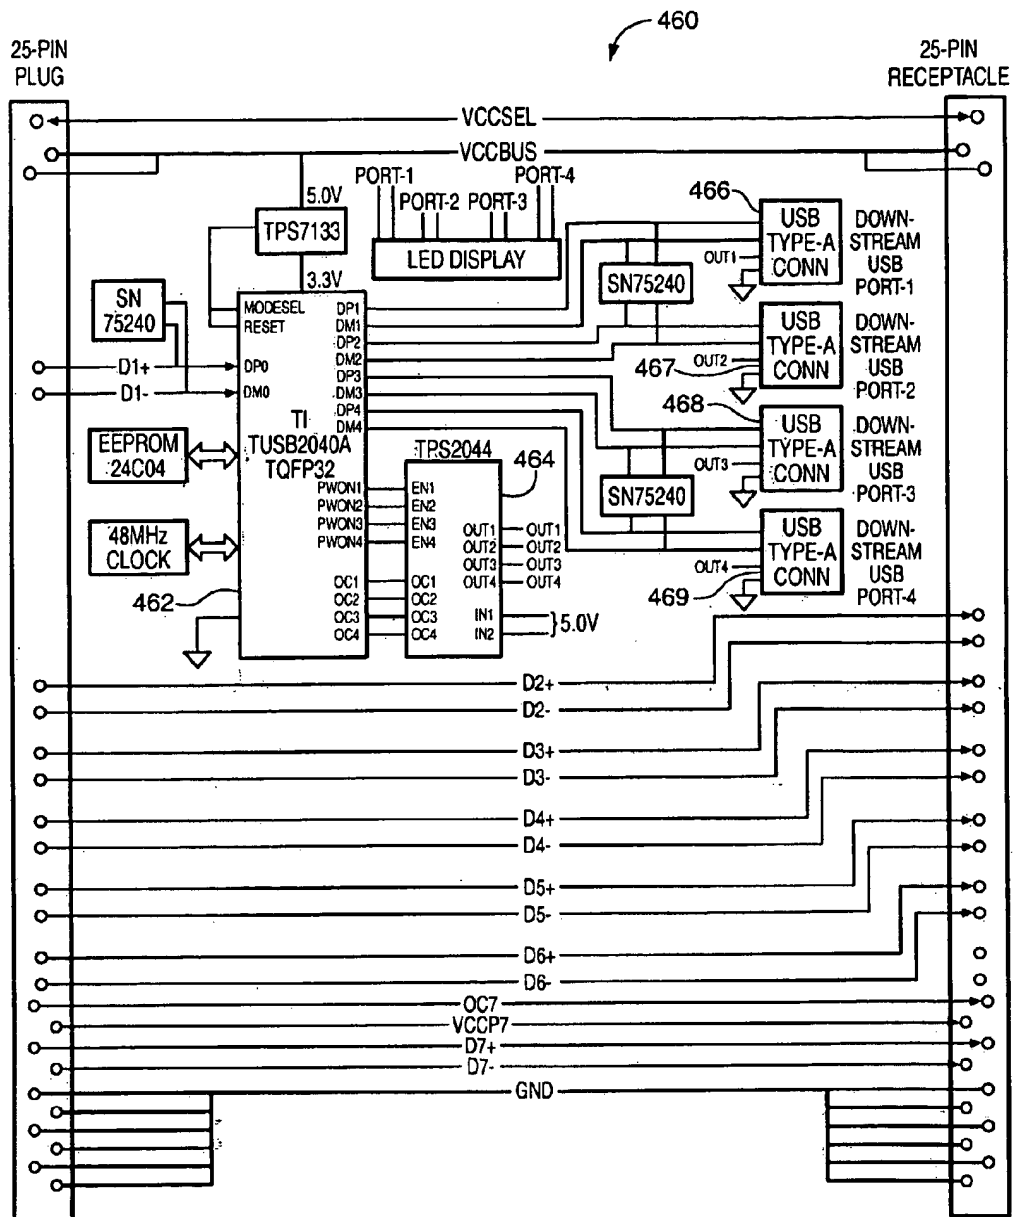 460
25-PIN
PLUG
25-PIN
RECEPTACLE
VCCSEL
VCCBUS
5.0V
TPS7133
3.3V
PORT-1
PORT-2
PORT-3
PORT-4
LED DISPLAY
466
USB
TYPE-A
CONN
OUT1
DOWN-
STREAM
USB
PORT-1
SN75240
USB
TYPE-A
CONN
OUT2
467
DOWN-
STREAM
USB
PORT-2
468
USB
TYPE-A
CONN
OUT3
DOWN-
STREAM
USB
PORT-3
SN75240
USB
TYPE-A
CONN
OUT4
469
DOWN-
STREAM
USB
PORT-4
SN
75240
D1+
D1-
EEPROM
24C04
48MHz
CLOCK
462
MODESEL
RESET
DP0
DM0
TI
TUSB2040A
TQFP32
DP1
DM1
DP2
DM2
DP3
DM3
DP4
DM4
PWON1
PWON2
PWON3
PWON4
OC1
OC2
OC3
OC4
TPS2044
464
EN1
EN2
EN3
EN4
OC1
OC2
OC3
OC4
OUT1
OUT2
OUT3
OUT4
IN1
IN2
OUT1
OUT2
OUT3
OUT4
5.0V
D2+
D2-
D3+
D3-
D4+
D4-
D5+
D5-
D6+
D6-
OC7
VCCP7
D7+
D7-
GND